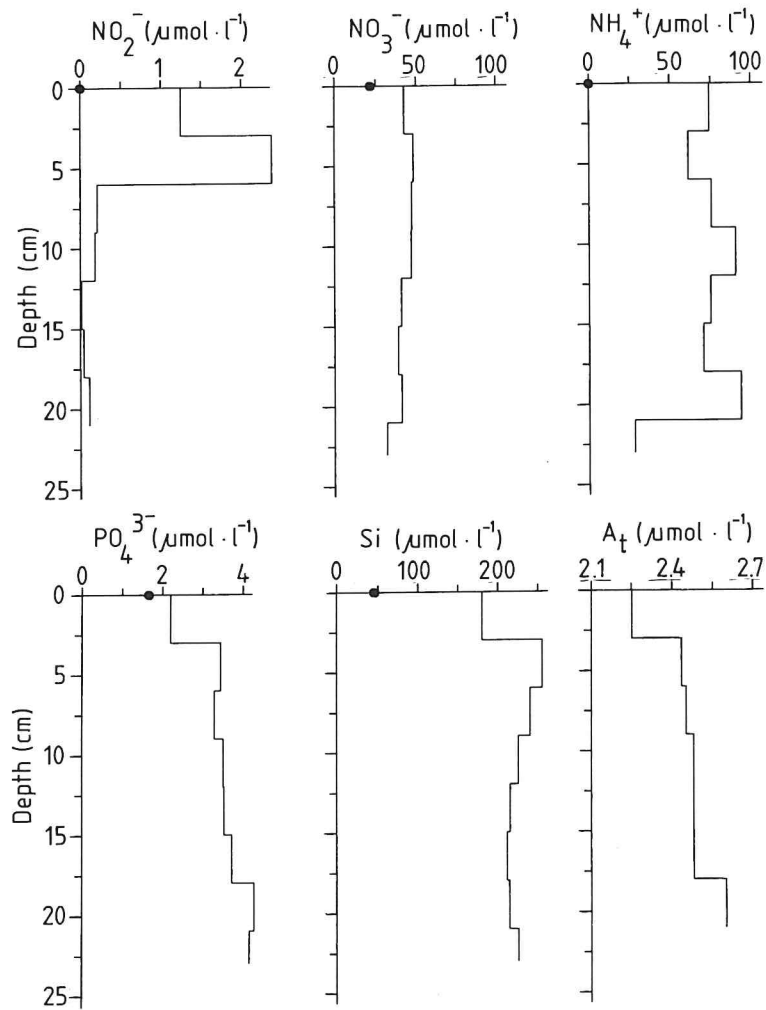 NO₂⁻ (μmol · l⁻¹) NO₃⁻ (μmol · l⁻¹) NH₄⁺ (μmol · l⁻¹)
0 1 2 0 50 100 0 50 100
0
5
10
15
20
25
Depth (cm)
PO₄³⁻ (μmol · l⁻¹) Si (μmol · l⁻¹) Aₜ (μmol · l⁻¹)
0 2 4 0 100 200 2.1 2.4 2.7
0
5
10
15
20
25
Depth (cm)